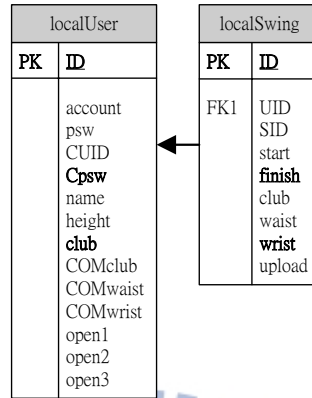 localUser
PK ID
account
psw
CUID
Cpsw
name
height
club
COMclub
COMwaist
COMwrist
open1
open2
open3
localSwing
PK ID
FK1 UID
SID
start
finish
club
waist
wrist
upload